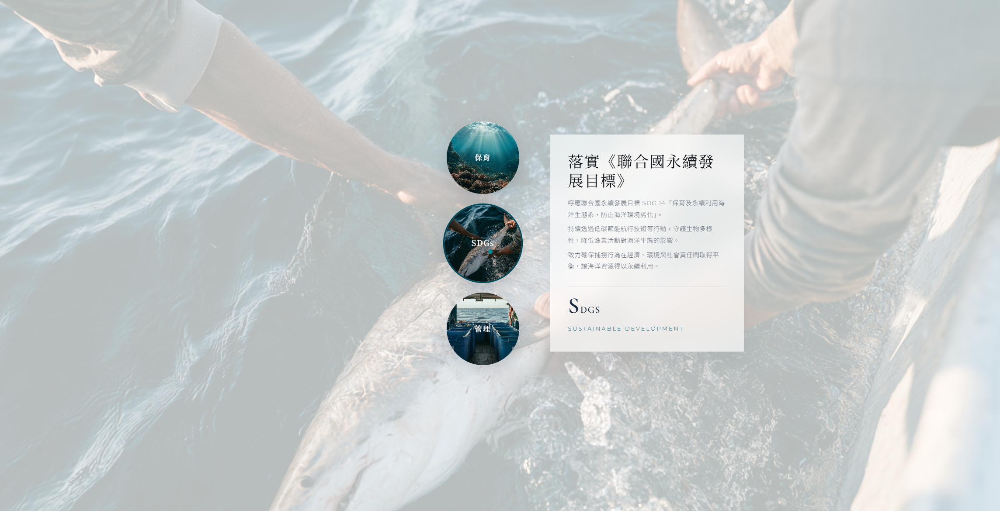 保育
SDGs
管理
落實《聯合國永續發
展目標》
呼應聯合國永續發展目標 SDG 14「保育及永續利用海
洋生態系，防止海洋環境劣化」。
持續透過低碳節能航行技術等行動，守護生物多樣
性，降低漁業活動對海洋生態的影響。
致力確保捕撈行為在經濟、環境與社會責任間取得平
衡，讓海洋資源得以永續利用。
SDGS
SUSTAINABLE DEVELOPMENT